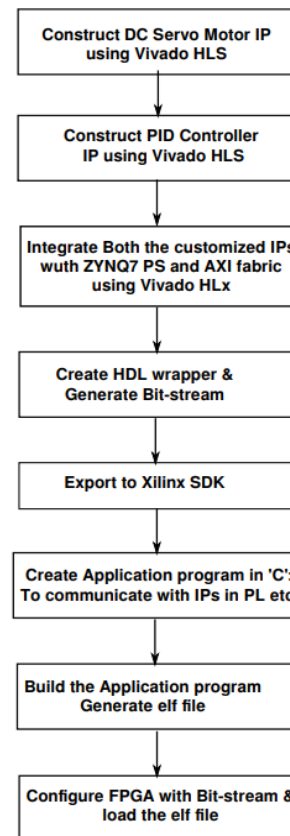 Construct DC Servo Motor IP
using Vivado HLS
Construct PID Controller
IP using Vivado HLS
Integrate Both the customized IPs
wuth ZYNQ7 PS and AXI fabric
using Vivado HLx
Create HDL wrapper &
Generate Bit-stream
Export to Xilinx SDK
Create Application program in 'C':
To communicate with IPs in PL etc
Build the Application program
Generate elf file
Configure FPGA with Bit-stream &
load the elf file